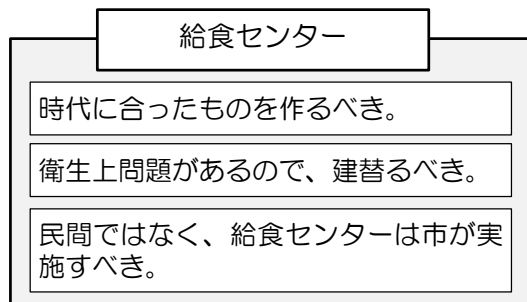 給食センター
時代に合ったものを作るべき。
衛生上問題があるので、建替るべき。
民間ではなく、給食センターは市が実
施すべき。